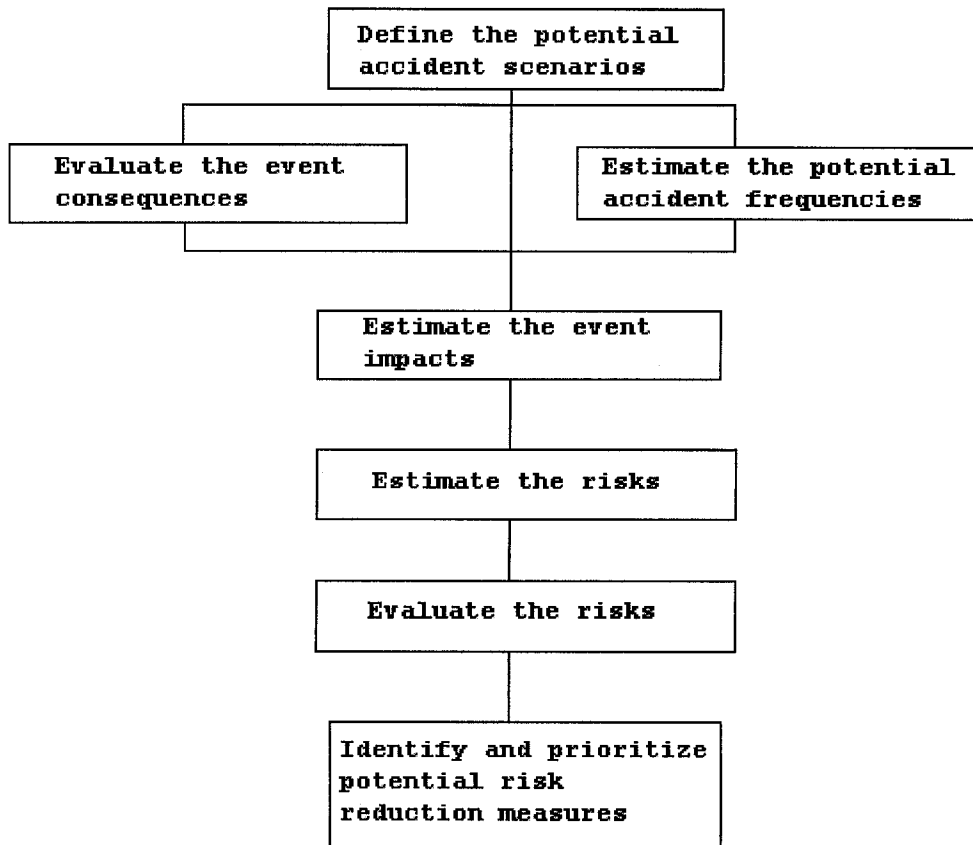 Define the potential
accident scenarios
Evaluate the event
consequences
Estimate the potential
accident frequencies
Estimate the event
impacts
Estimate the risks
Evaluate the risks
Identify and prioritize
potential risk
reduction measures